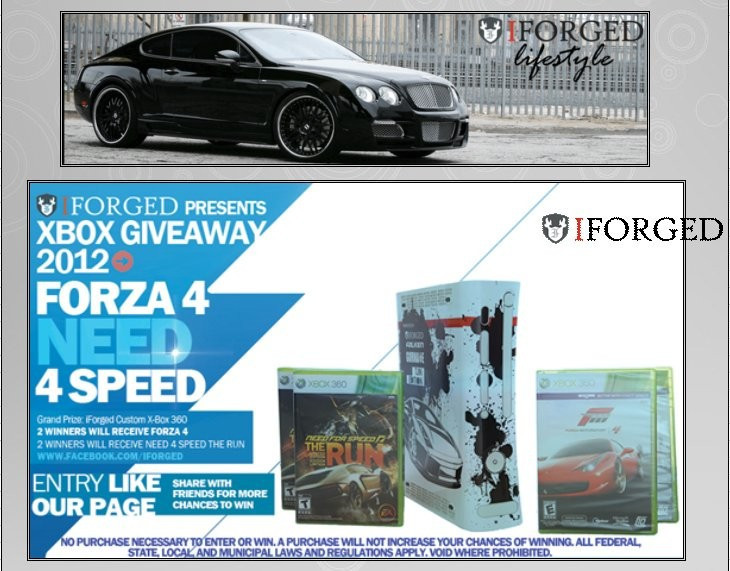 IFORGED
lifestyle
IFORGED PRESENTS
XBOX GIVEAWAY
2012
FORZA 4
NEED
4 SPEED
Grand Prize: iForged Custom X-Box 360
2 WINNERS WILL RECEIVE FORZA 4
2 WINNERS WILL RECEIVE NEED 4 SPEED THE RUN
WWW.FACEBOOK.COM/IFORGED
ENTRY LIKE
OUR PAGE
SHARE WITH
FRIENDS FOR MORE
CHANCES TO WIN
XBOX 360
NEED FOR SPEED
THE
RUN
EA
IFORGED
FALKEN
XBOX 360
4
IFORGED
NO PURCHASE NECESSARY TO ENTER OR WIN. A PURCHASE WILL NOT INCREASE YOUR CHANCES OF WINNING. ALL FEDERAL,
STATE, LOCAL, AND MUNICIPAL LAWS AND REGULATIONS APPLY. VOID WHERE PROHIBITED.